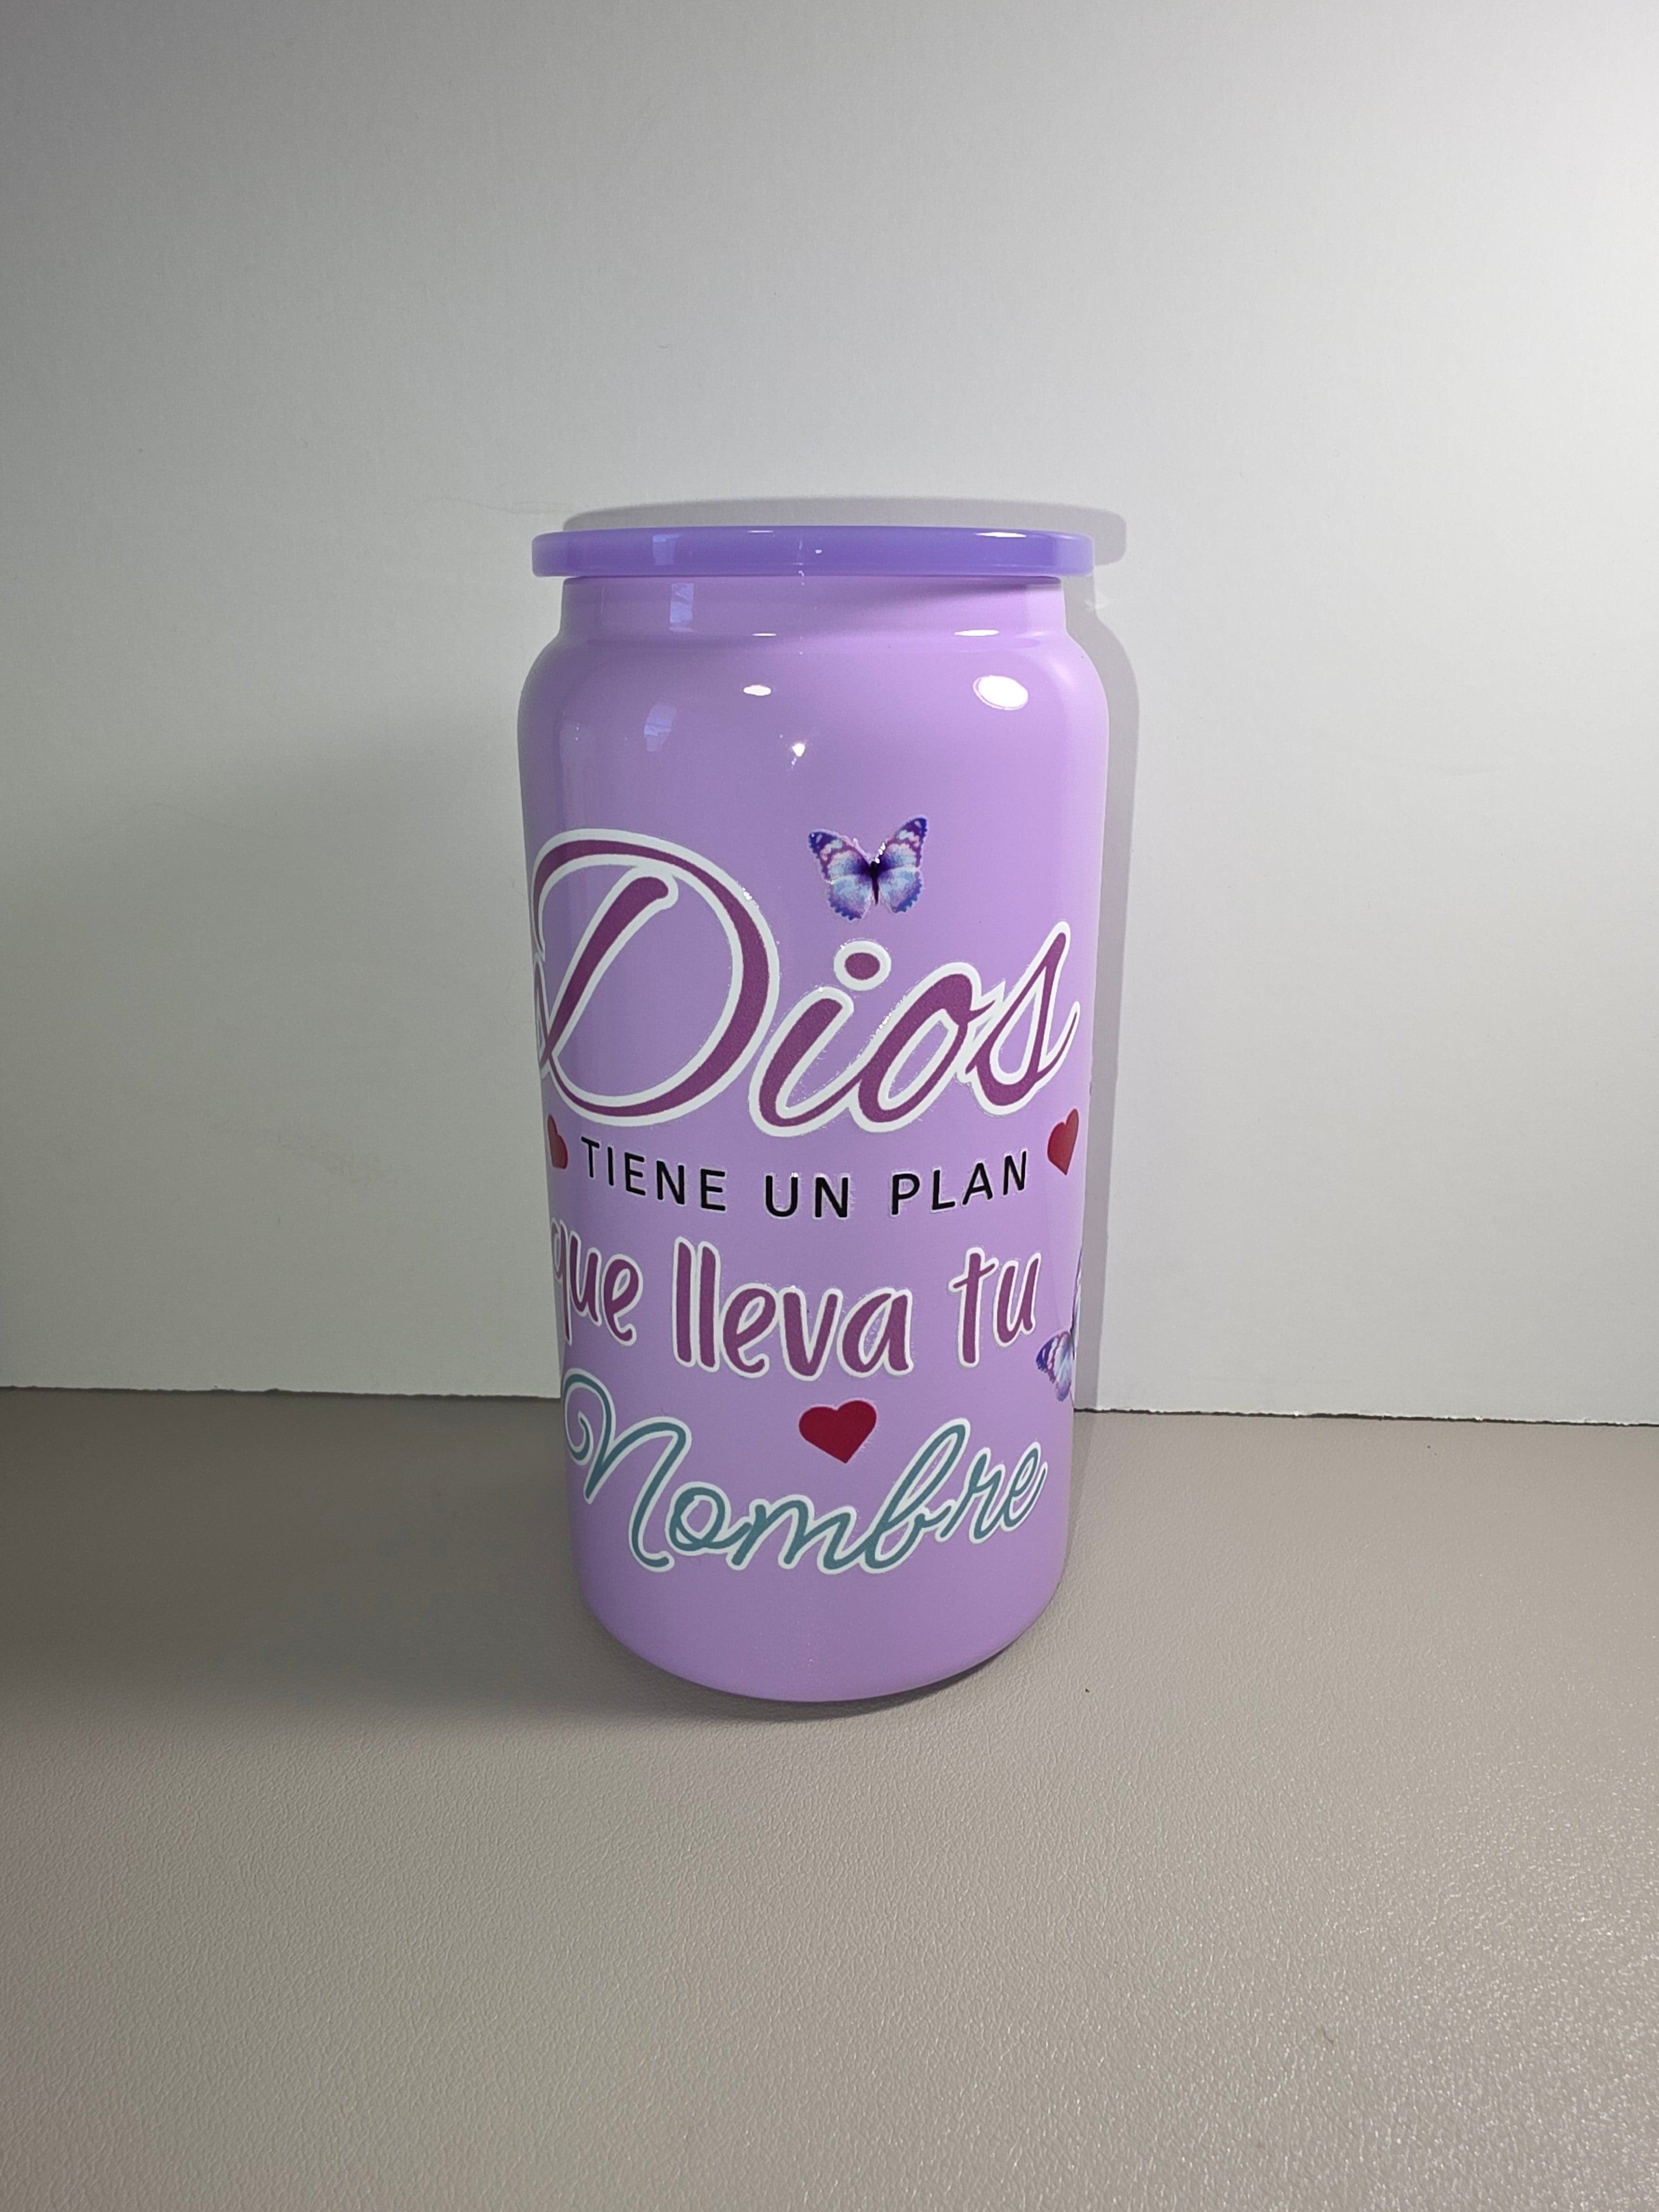 Dios
TIENE UN PLAN
que lleva tu
Nombre